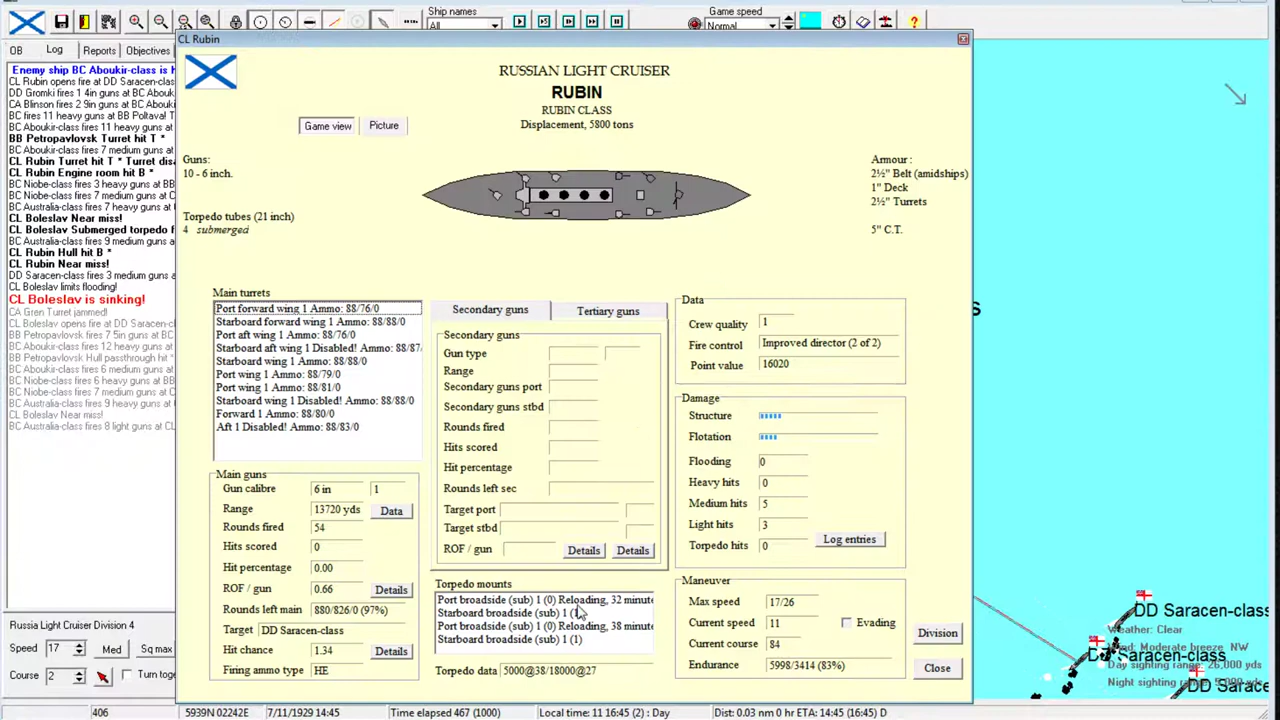 Ship names
All
Game speed
Normal
OB
Log
Reports
Objectives
Enemy ship BC Aboukir-class is h
CL Rubin opens fire at DD Saracen-clas
DD Gromki fires 1 4in guns at BC Abouk
CA Blinson fires 2 9in guns at BC Abouki
BC fires 11 heavy guns at BB Poltava! T
BC Aboukir-class fires 11 heavy guns at
BB Petropavlovsk Turret hit T *
BC Aboukir-class fires 7 medium guns at
CL Rubin Turret hit T * Turret disa
CL Rubin Engine room hit B *
BC Niobe-class fires 3 heavy guns at BB
BC Australia-class fires 7 heavy guns at
CL Rubin Near miss!
CL Boleslav Near miss!
CL Boleslav Submerged torpedo f
BC Australia-class fires 9 medium guns a
CL Rubin Hull hit B *
CL Rubin Near miss!
DD Saracen-class fires 3 medium guns a
CL Boleslav limits flooding!
CL Boleslav is sinking!
CA Gren Turret jammed!
CL Boleslav opens fire at DD Saracen-c
BB Petropavlovsk fires 7 5in guns at BC
BC Aboukir-class fires 12 heavy guns at
BB Petropavlovsk Hull passthrough hit *
BC Aboukir-class fires 6 medium guns at
BC Niobe-class fires 7 medium guns at C
BC Niobe-class fires 6 heavy guns at BB
BC Australia-class fires 9 heavy guns at
CL Boleslav Near miss!
BC Australia-class fires 8 light guns at CL
Russia Light Cruiser Division 4
Speed 17 Med Sq max
Course 2 Turn toge
CL Rubin
RUSSIAN LIGHT CRUISER
RUBIN
RUBIN CLASS
Displacement, 5800 tons
Game view
Picture
Guns:
10 - 6 inch.
Torpedo tubes (21 inch)
4 submerged
Armour :
2½" Belt (amidships)
1" Deck
2½" Turrets
5" C.T.
Main turrets
Port forward wing 1 Ammo: 88/76/0
Starboard forward wing 1 Ammo: 88/88/0
Port aft wing 1 Ammo: 88/76/0
Starboard aft wing 1 Disabled! Ammo: 88/87
Starboard wing 1 Ammo: 88/88/0
Port wing 1 Ammo: 88/79/0
Port wing 1 Ammo: 88/81/0
Starboard wing 1 Disabled! Ammo: 88/88/0
Forward 1 Ammo: 88/80/0
Aft 1 Disabled! Ammo: 88/83/0
Main guns
Gun calibre 6 in 1
Range 13720 yds Data
Rounds fired 54
Hits scored 0
Hit percentage 0.00
ROF / gun 0.66 Details
Rounds left main 880/826/0 (97%)
Target DD Saracen-class
Hit chance 1.34 Details
Firing ammo type HE
Secondary guns
Tertiary guns
Secondary guns
Gun type
Range
Secondary guns port
Secondary guns stbd
Rounds fired
Hits scored
Hit percentage
Rounds left sec
Target port
Target stbd
ROF / gun Details Details
Torpedo mounts
Port broadside (sub) 1 (0) Reloading, 32 minute
Starboard broadside (sub) 1 (1)
Port broadside (sub) 1 (0) Reloading, 38 minute
Starboard broadside (sub) 1 (1)
Torpedo data 5000@38/18000@27
Data
Crew quality 1
Fire control Improved director (2 of 2)
Point value 16020
Damage
Structure
Flotation
Flooding 0
Heavy hits 0
Medium hits 5
Light hits 3
Torpedo hits 0
Log entries
Maneuver
Max speed 17/26
Current speed 11 Evading
Current course 84
Endurance 5998/3414 (83%)
Division
Close
S
DD Saracen-class
Weather: Clear
Wind: Moderate breeze NW
Saracen-class
Day sighting range: 26,000 yds
Night sighting range: 5,000 yds
DD Sarace
406
5939N 02242E
7/11/1929 14:45
Time elapsed 467 (1000)
Local time: 11 16:45 () : Day
Dist: 0.03 nm 0 hr ETA: 14:45 (16:45) D